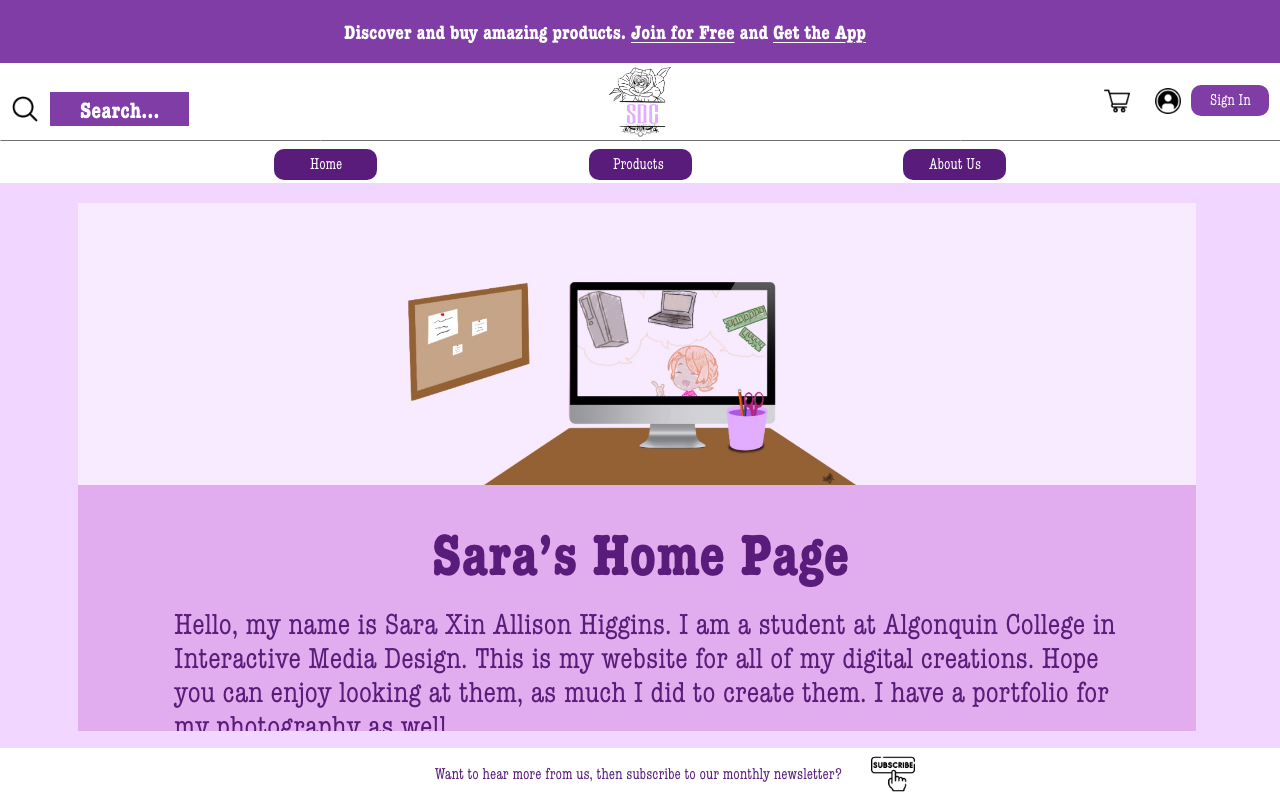 Discover and buy amazing products. Join for Free and Get the App
Search...
SDC
Sign In
Home
Products
About Us
Sara’s Home Page
Hello, my name is Sara Xin Allison Higgins. I am a student at Algonquin College in
Interactive Media Design. This is my website for all of my digital creations. Hope
you can enjoy looking at them, as much I did to create them. I have a portfolio for
my photography as well
Want to hear more from us, then subscribe to our monthly newsletter?
SUBSCRIBE